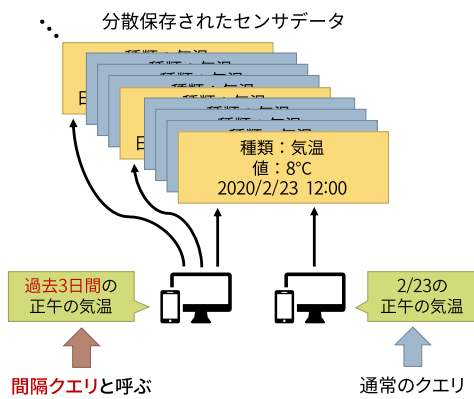 分散保存されたセンサデータ
種類：気温
値：8℃
2020/2/23 12:00
過去3日間の
正午の気温
2/23の
正午の気温
間隔クエリと呼ぶ
通常のクエリ